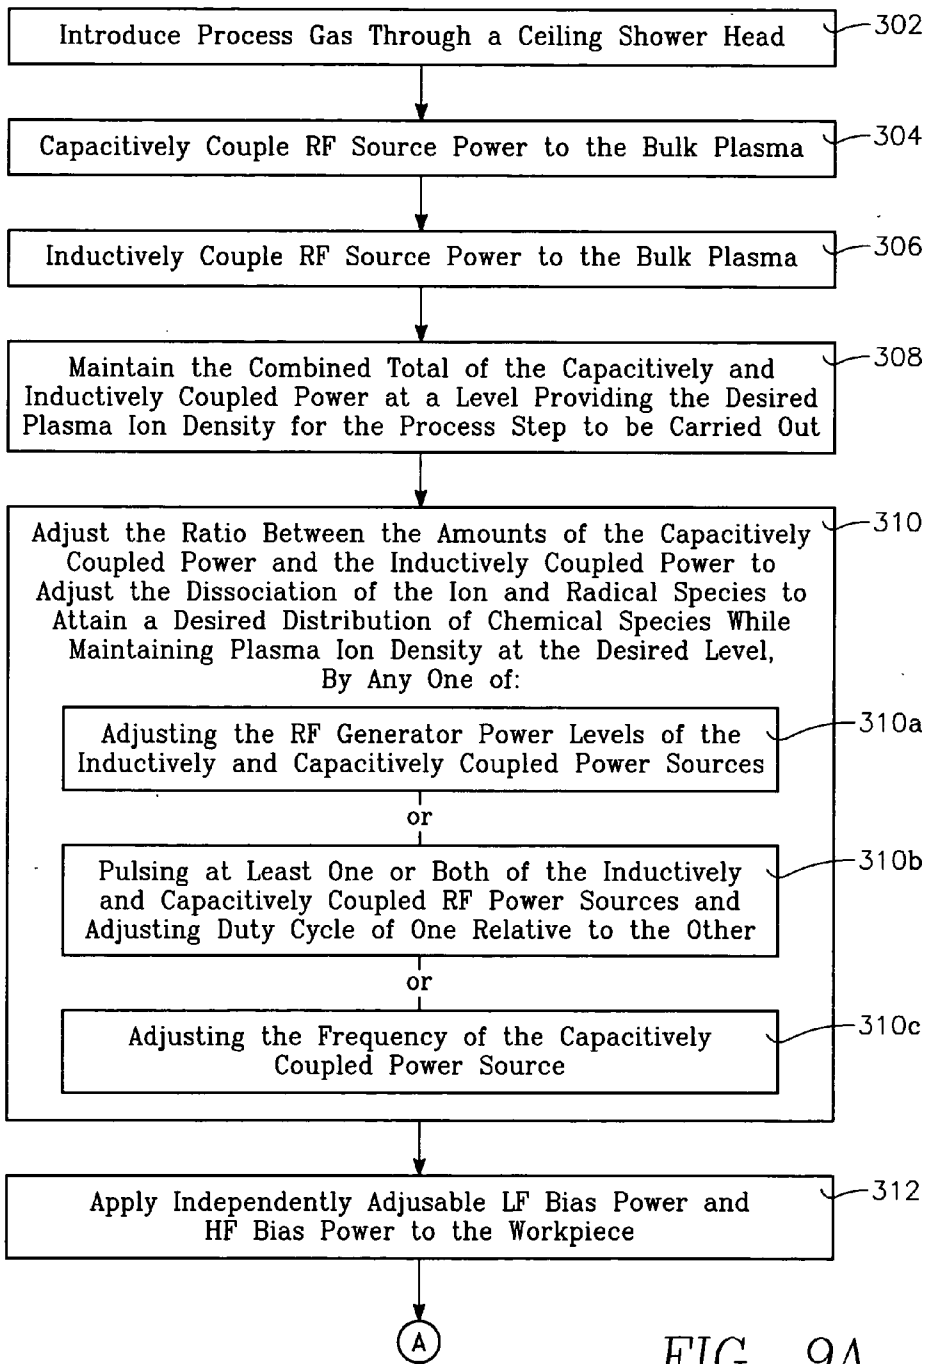 Introduce Process Gas Through a Ceiling Shower Head
302
Capacitively Couple RF Source Power to the Bulk Plasma
304
Inductively Couple RF Source Power to the Bulk Plasma
306
Maintain the Combined Total of the Capacitively and
Inductively Coupled Power at a Level Providing the Desired
Plasma Ion Density for the Process Step to be Carried Out
308
Adjust the Ratio Between the Amounts of the Capacitively
Coupled Power and the Inductively Coupled Power to
Adjust the Dissociation of the Ion and Radical Species to
Attain a Desired Distribution of Chemical Species While
Maintaining Plasma Ion Density at the Desired Level,
By Any One of:
310
Adjusting the RF Generator Power Levels of the
Inductively and Capacitively Coupled Power Sources
310a
or
Pulsing at Least One or Both of the Inductively
and Capacitively Coupled RF Power Sources and
Adjusting Duty Cycle of One Relative to the Other
310b
or
Adjusting the Frequency of the Capacitively
Coupled Power Source
310c
Apply Independently Adjusable LF Bias Power and
HF Bias Power to the Workpiece
312
A
FIG. 9A